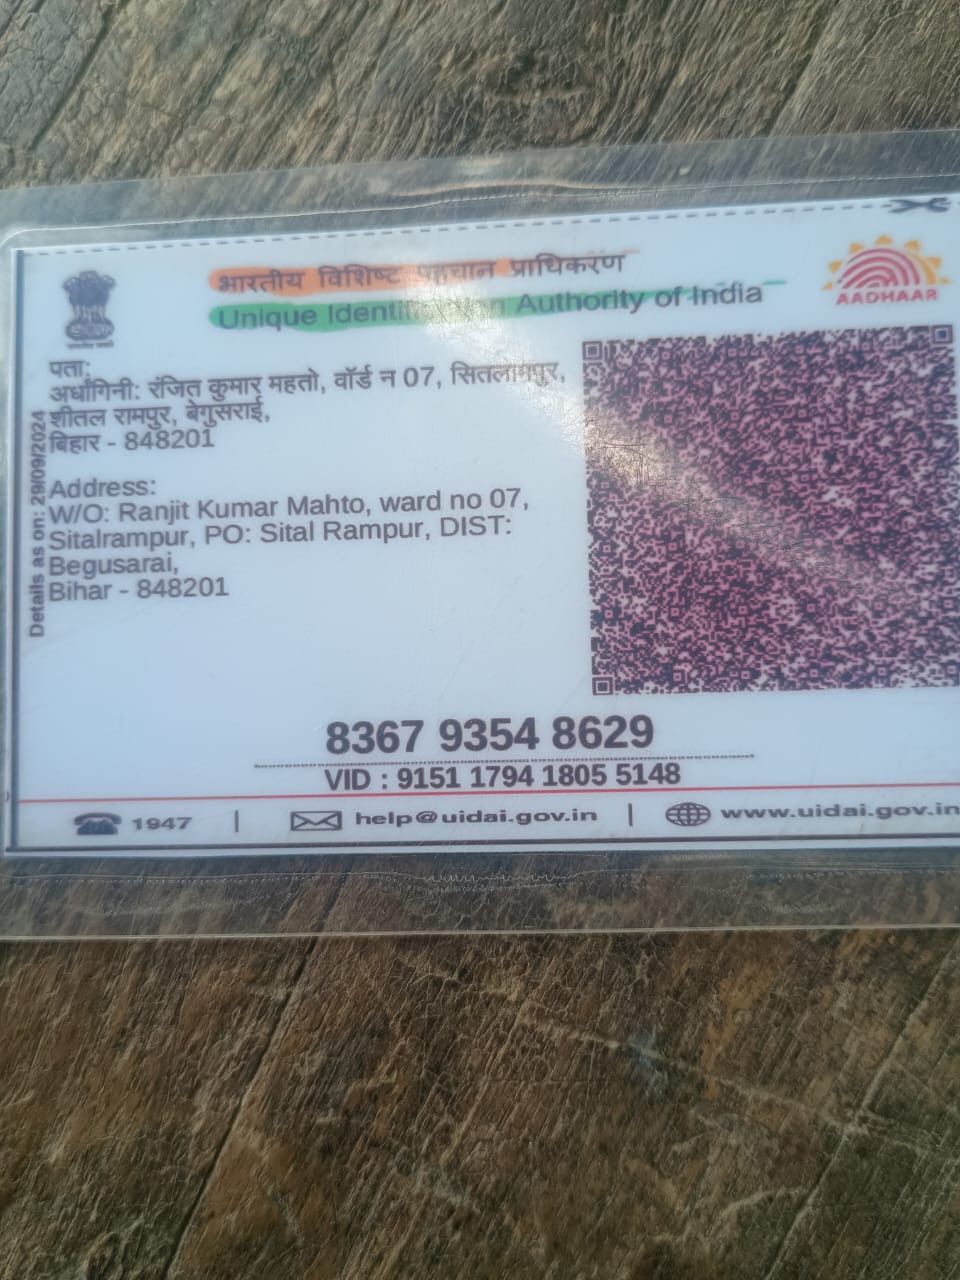 भारतीय विशिष्ट पहचान प्राधिकरण
Unique Identification Authority of India
AADHAAR
पता:
अर्धांगिनी: रंजित कुमार महतो, वॉर्ड न 07, सितलरामपुर,
शीतल रामपुर, बेगुसराई,
बिहार - 848201
Address:
W/O: Ranjit Kumar Mahto, ward no 07,
Sitalrampur, PO: Sital Rampur, DIST:
Begusarai,
Bihar - 848201
Details as on: 29/09/2024
8367 9354 8629
VID : 9151 1794 1805 5148
1947 | help@uidai.gov.in | www.uidai.gov.in